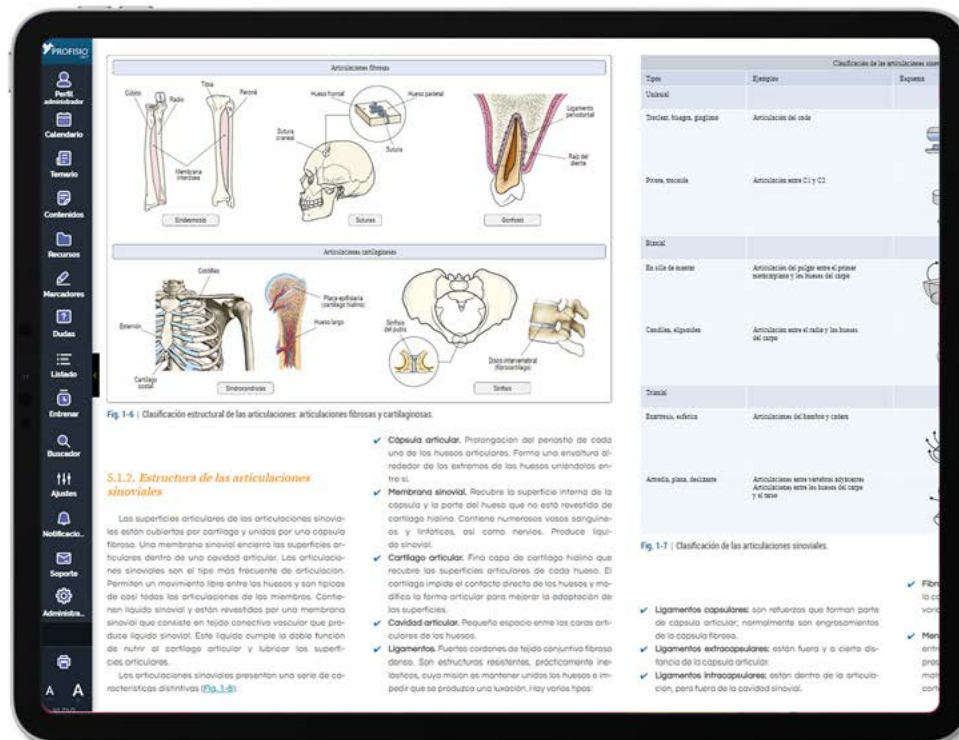 PROFISIO
Perfil
administrador
Calendario
Temario
Contenidos
Recursos
Marcadores
Dudas
Listado
Entrenar
Buscador
Ajustes
Notificacio...
Soporte
Administra...
A A
Articulaciones fibrosas
Cúbito
Radio
Tibia
Peroné
Membrana
interósea
Sindesmosis
Hueso frontal
Hueso parietal
Sutura
craneal
Sutura
Suturas
Ligamento
periodontal
Raíz del
diente
Gonfosis
Articulaciones cartilaginosas
Costillas
Esternón
Cartílago
costal
Placa epifisiaria
(cartílago hialino)
Hueso largo
Sincrocondrosis
Sínfisis
del pubis
Disco intervertebral
(fibrocartílago)
Sínfisis
Fig. 1-6 | Clasificación estructural de las articulaciones: articulaciones fibrosas y cartilaginosas.
5.1.2. Estructura de las articulaciones
sinoviales
Las superficies articulares de las articulaciones sinovia-
les están cubiertas por cartílago y unidas por una cápsula
fibrosa. Una membrana sinovial encierra las superficies ar-
ticulares dentro de una cavidad articular. Las articulacio-
nes sinoviales son el tipo más frecuente de articulación.
Permiten un movimiento libre entre los huesos y son típicas
de casi todas las articulaciones de los miembros. Contie-
nen líquido sinovial y están revestidas por una membrana
sinovial que consiste en tejido conectivo vascular que pro-
duce líquido sinovial. Este líquido cumple la doble función
de nutrir al cartílago articular y lubricar las superfi-
cies articulares.
Las articulaciones sinoviales presentan una serie de ca-
racterísticas distintivas (Fig. 1-8):
✔ Cápsula articular. Prolongación del periostio de cada
uno de los huesos articulares. Forma una envoltura al-
rededor de los extremos de los huesos uniéndolos en-
tre sí.
✔ Membrana sinovial. Recubre la superficie interna de la
cápsula y la parte del hueso que no está revestida de
cartílago hialino. Contiene numerosos vasos sanguíne-
os y linfáticos, así como nervios. Produce líqui-
do sinovial.
✔ Cartílago articular. Fina capa de cartílago hialino que
recubre las superficies articulares de cada hueso. El
cartílago impide el contacto directo de los huesos y mo-
difica la forma articular para mejorar la adaptación de
las superficies.
✔ Cavidad articular. Pequeño espacio entre las caras arti-
culares de los huesos.
✔ Ligamentos. Fuertes cordones de tejido conjuntivo fibroso
denso. Son estructuras resistentes, prácticamente ine-
lásticas, cuya misión es mantener unidos los huesos e im-
pedir que se produzca una luxación. Hay varios tipos:
Clasificación de las articulaciones
Tipos Ejemplos Esquema
Uniaxial
Troclear, bisagra, gínglimo Articulación del codo
Pivote, trocoide Articulación entre C1 y C2
Biaxial
En silla de montar Articulación del pulgar entre el primer
metacarpiano y los huesos del carpo
Condílea, elipsoidea Articulación entre el radio y los huesos
del carpo
Triaxial
Enartrosis, esférica Articulaciones del hombro y cadera
Artrodia, plana, deslizante Articulaciones entre vértebras adyacentes
Articulaciones entre los huesos del carpo
y el tarso
Fig. 1-7 | Clasificación de las articulaciones sinoviales.
✔ Ligamentos capsulares: son refuerzos que forman parte
de cápsula articular; normalmente son engrosamientos
de la cápsula fibrosa.
✔ Ligamentos extracapsulares: están fuera y a cierta dis-
tancia de la cápsula articular.
✔ Ligamentos intracapsulares: están dentro de la articula-
ción, pero fuera de la cavidad sinovial.
✔ Fibro
la c
✔ Men
entr
pres